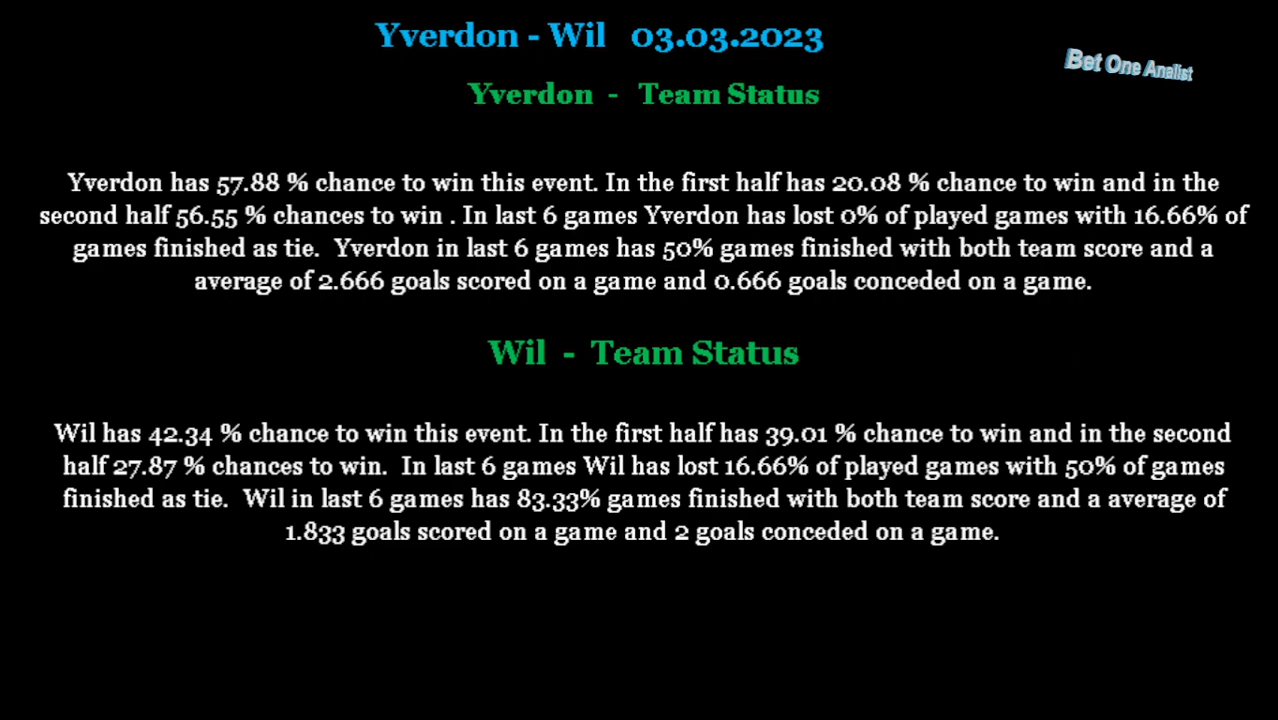 Yverdon - Wil 03.03.2023
Bet One Analist
Yverdon - Team Status
Yverdon has 57.88 % chance to win this event. In the first half has 20.08 % chance to win and in the
second half 56.55 % chances to win . In last 6 games Yverdon has lost 0% of played games with 16.66% of
games finished as tie. Yverdon in last 6 games has 50% games finished with both team score and a
average of 2.666 goals scored on a game and 0.666 goals conceded on a game.
Wil - Team Status
Wil has 42.34 % chance to win this event. In the first half has 39.01 % chance to win and in the second
half 27.87 % chances to win. In last 6 games Wil has lost 16.66% of played games with 50% of games
finished as tie. Wil in last 6 games has 83.33% games finished with both team score and a average of
1.833 goals scored on a game and 2 goals conceded on a game.